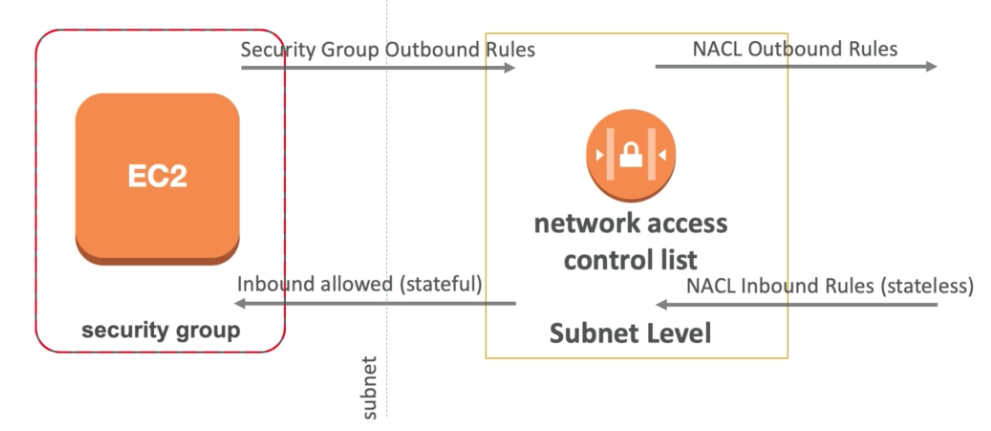 Security Group Outbound Rules
NACL Outbound Rules
EC2
network access
control list
Inbound allowed (stateful)
NACL Inbound Rules (stateless)
security group
Subnet Level
subnet